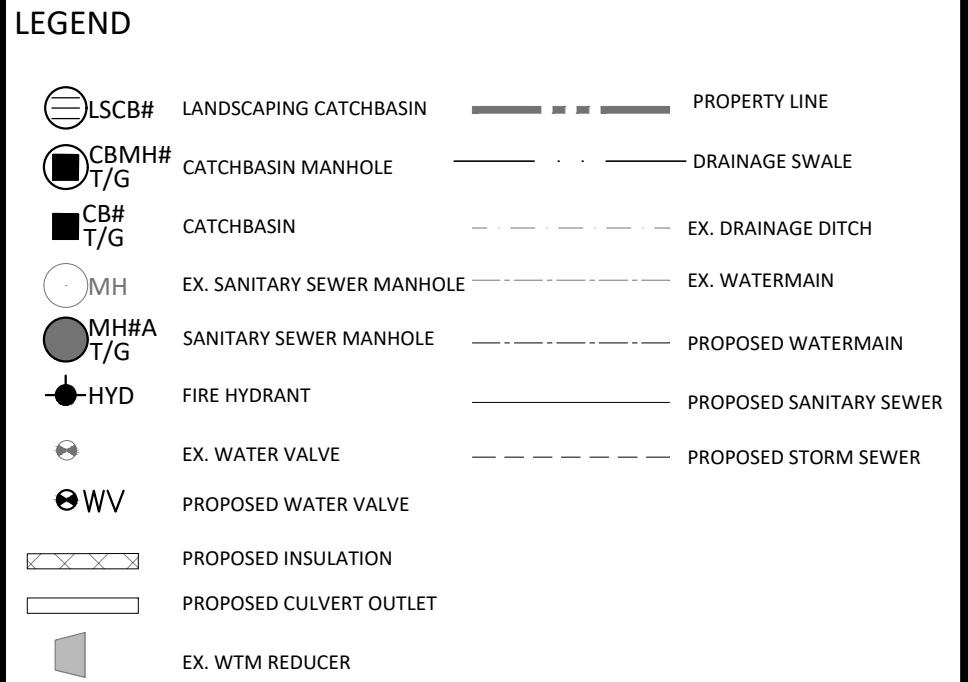 LEGEND
LSCB# LANDSCAPING CATCHBASIN
CBMH#
T/G
CATCHBASIN MANHOLE
CB#
T/G
CATCHBASIN
MH EX. SANITARY SEWER MANHOLE
MH#A
T/G
SANITARY SEWER MANHOLE
HYD FIRE HYDRANT
EX. WATER VALVE
WV PROPOSED WATER VALVE
PROPOSED INSULATION
PROPOSED CULVERT OUTLET
EX. WTM REDUCER
PROPERTY LINE
DRAINAGE SWALE
EX. DRAINAGE DITCH
EX. WATERMAIN
PROPOSED WATERMAIN
PROPOSED SANITARY SEWER
PROPOSED STORM SEWER